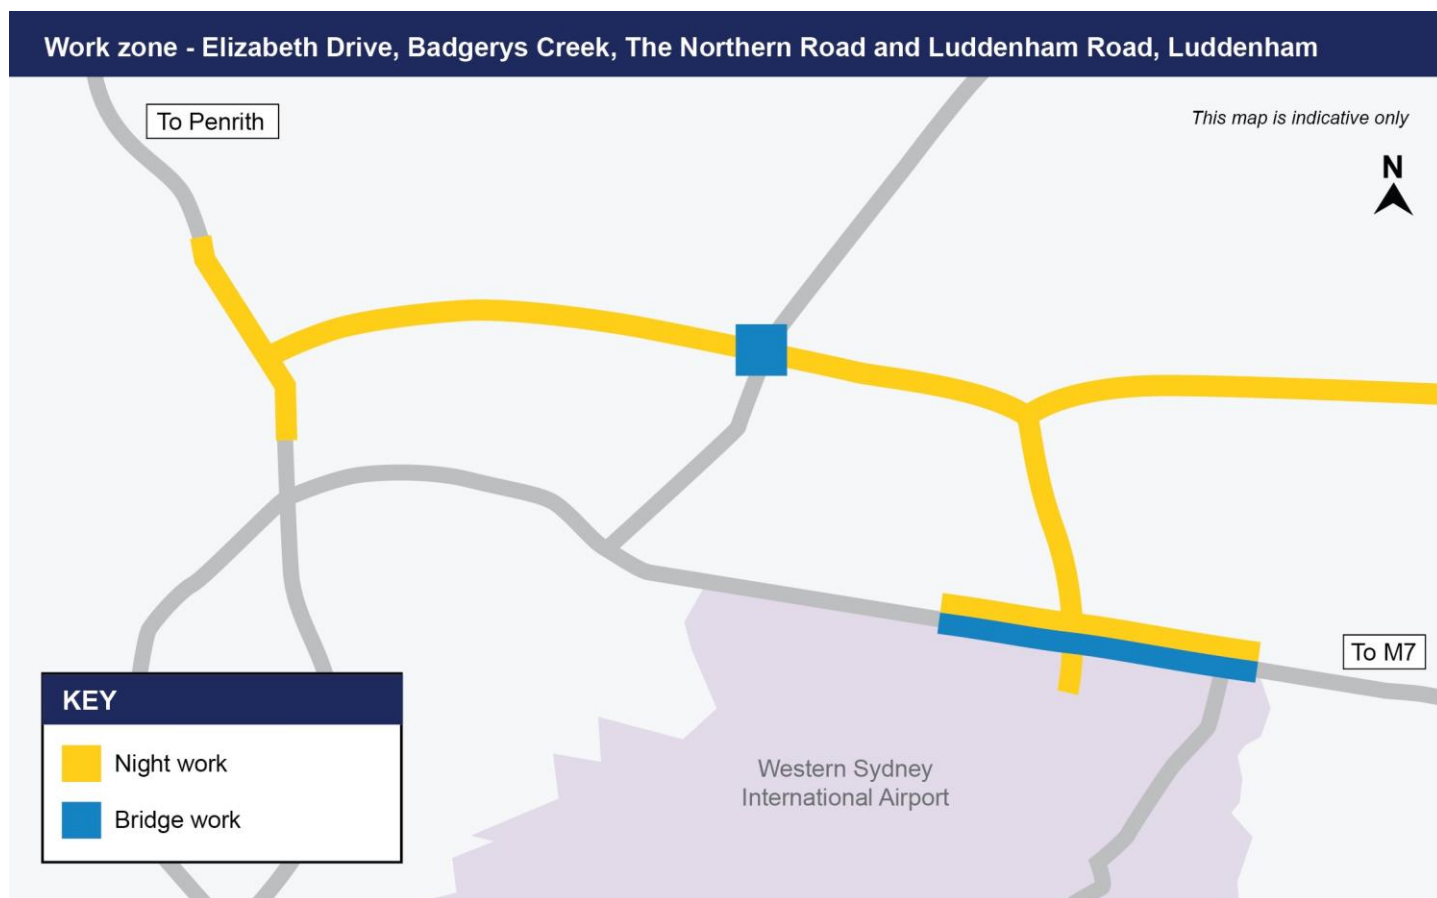 Work zone - Elizabeth Drive, Badgerys Creek, The Northern Road and Luddenham Road, Luddenham
To Penrith
This map is indicative only
N
To M7
KEY
Night work
Bridge work
Western Sydney
International Airport